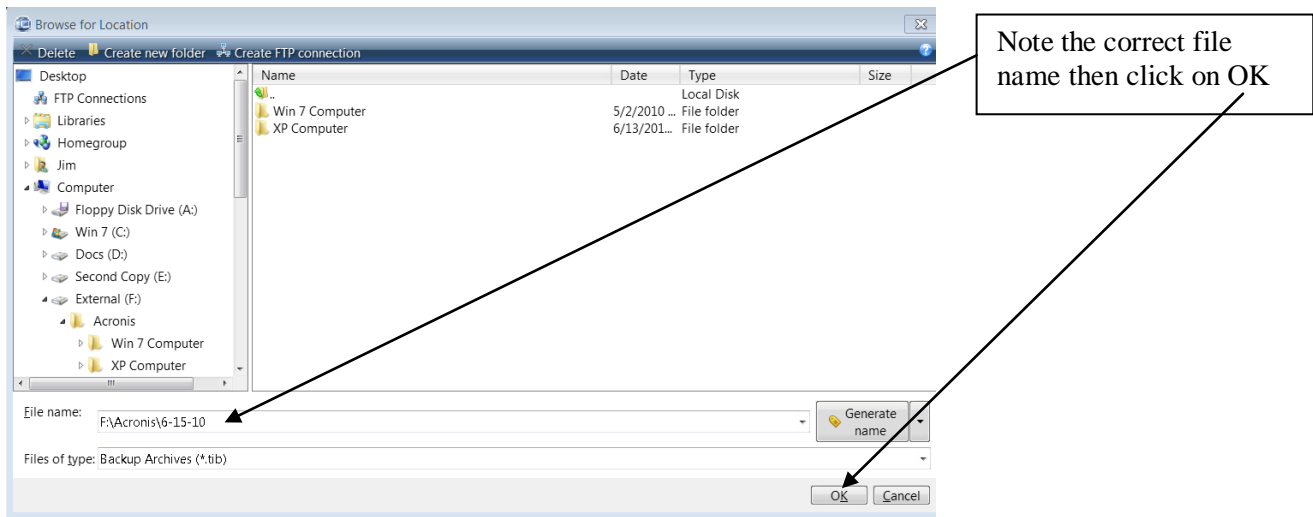 Browse for Location
Delete Create new folder Create FTP connection
Note the correct file
name then click on OK
Desktop
FTP Connections
Libraries
Homegroup
Jim
Computer
Floppy Disk Drive (A:)
Win 7 (C:)
Docs (D:)
Second Copy (E:)
External (F:)
Acronis
Win 7 Computer
XP Computer
Name Date Type Size
.. Local Disk
Win 7 Computer 5/2/2010 ... File folder
XP Computer 6/13/201... File folder
File name: F:\Acronis\6-15-10
Generate
name
Files of type: Backup Archives (*.tib)
OK Cancel